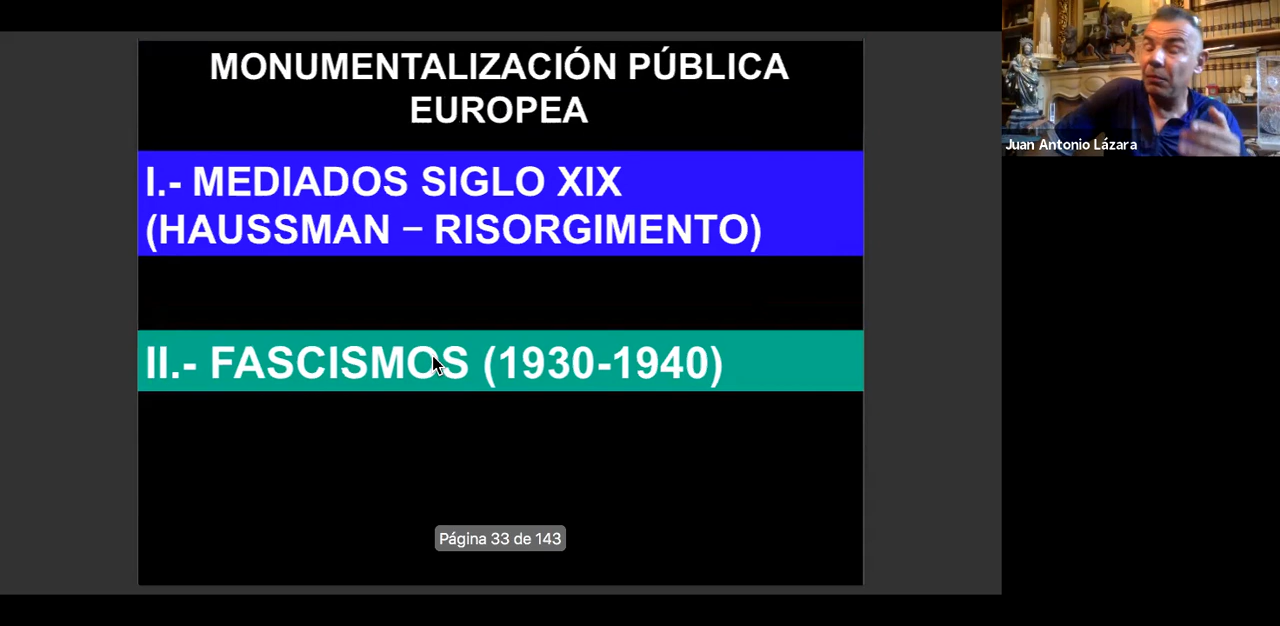 MONUMENTALIZACIÓN PÚBLICA
EUROPEA
I.- MEDIADOS SIGLO XIX
(HAUSSMAN – RISORGIMENTO)
II.- FASCISMOS (1930-1940)
Página 33 de 143
Juan Antonio Lázara